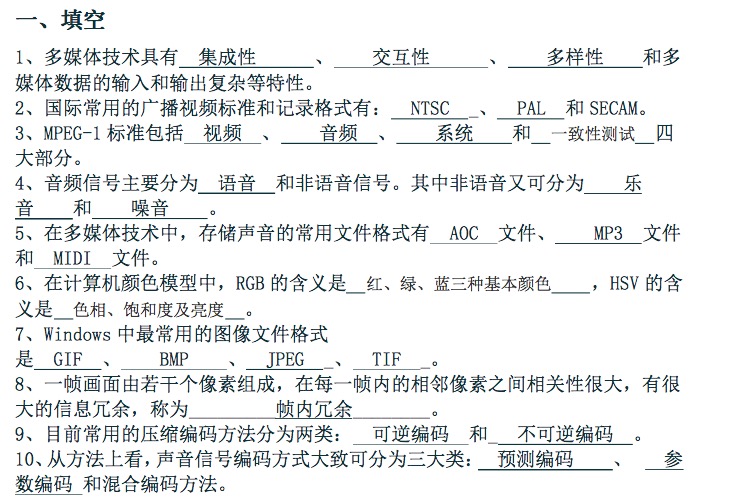 一、填空
1、多媒体技术具有__集成性______、____交互性______、____多样性____和多
媒体数据的输入和输出复杂等特性。
2、国际常用的广播视频标准和记录格式有：__NTSC__、__PAL__和SECAM。
3、MPEG-1标准包括__视频__、____音频__、____系统____和__一致性测试__四
大部分。
4、音频信号主要分为__语音__和非语音信号。其中非语音又可分为____乐
音____和____噪音____。
5、在多媒体技术中，存储声音的常用文件格式有__AOC__文件、____MP3__文件
和__MIDI__文件。
6、在计算机颜色模型中，RGB的含义是__红、绿、蓝三种基本颜色____，HSV的含
义是__色相、饱和度及亮度__。
7、Windows中最常用的图像文件格式
是__GIF__、____BMP____、__JPEG__、__TIF__。
8、一帧画面由若干个像素组成，在每一帧内的相邻像素之间相关性很大，有很
大的信息冗余，称为_________帧内冗余________。
9、目前常用的压缩编码方法分为两类：__可逆编码__和__不可逆编码__。
10、从方法上看，声音信号编码方式大致可分为三大类：__预测编码____、__参
数编码__和混合编码方法。